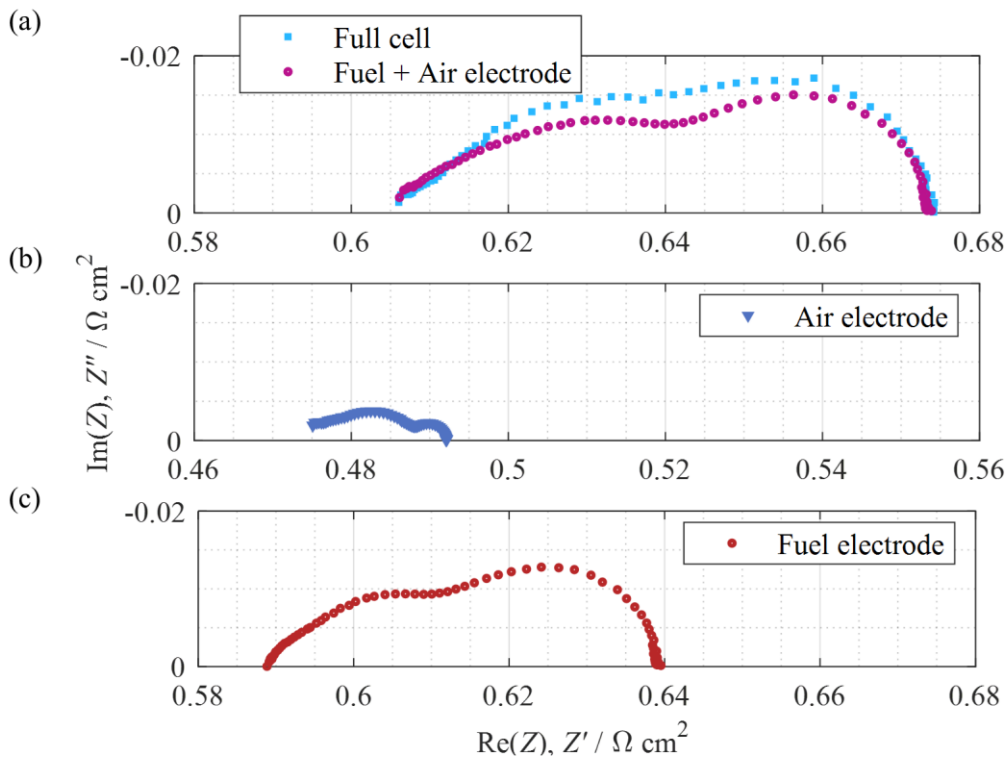 (a)
Full cell
Fuel + Air electrode
-0.02
0
0.58 0.6 0.62 0.64 0.66 0.68
(b)
-0.02
Air electrode
0
0.46 0.48 0.5 0.52 0.54 0.56
Im(Z), Z'' / Ω cm²
(c)
-0.02
Fuel electrode
0
0.58 0.6 0.62 0.64 0.66 0.68
Re(Z), Z' / Ω cm²